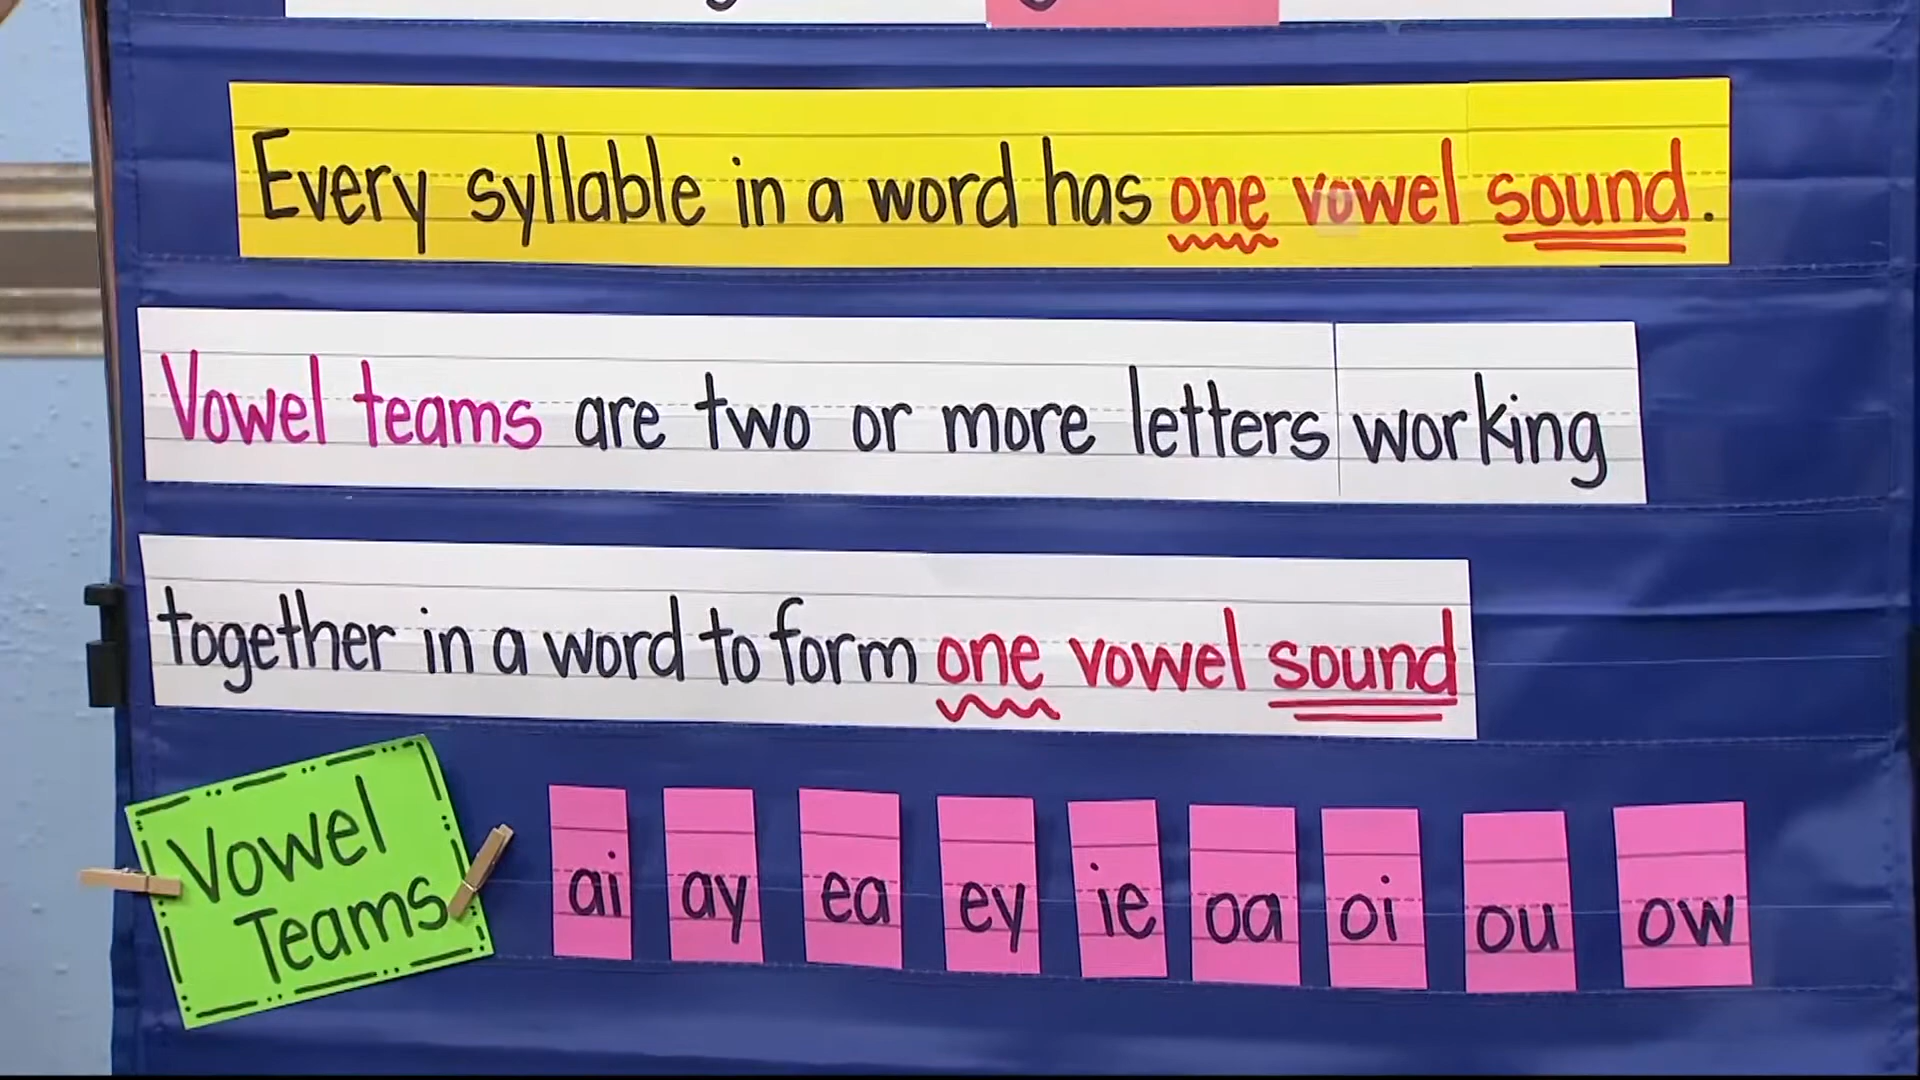 Every syllable in a word has one vowel sound.
Vowel teams are two or more letters working
together in a word to form one vowel sound
Vowel
Teams
ai ay ea ey ie oa oi ou ow